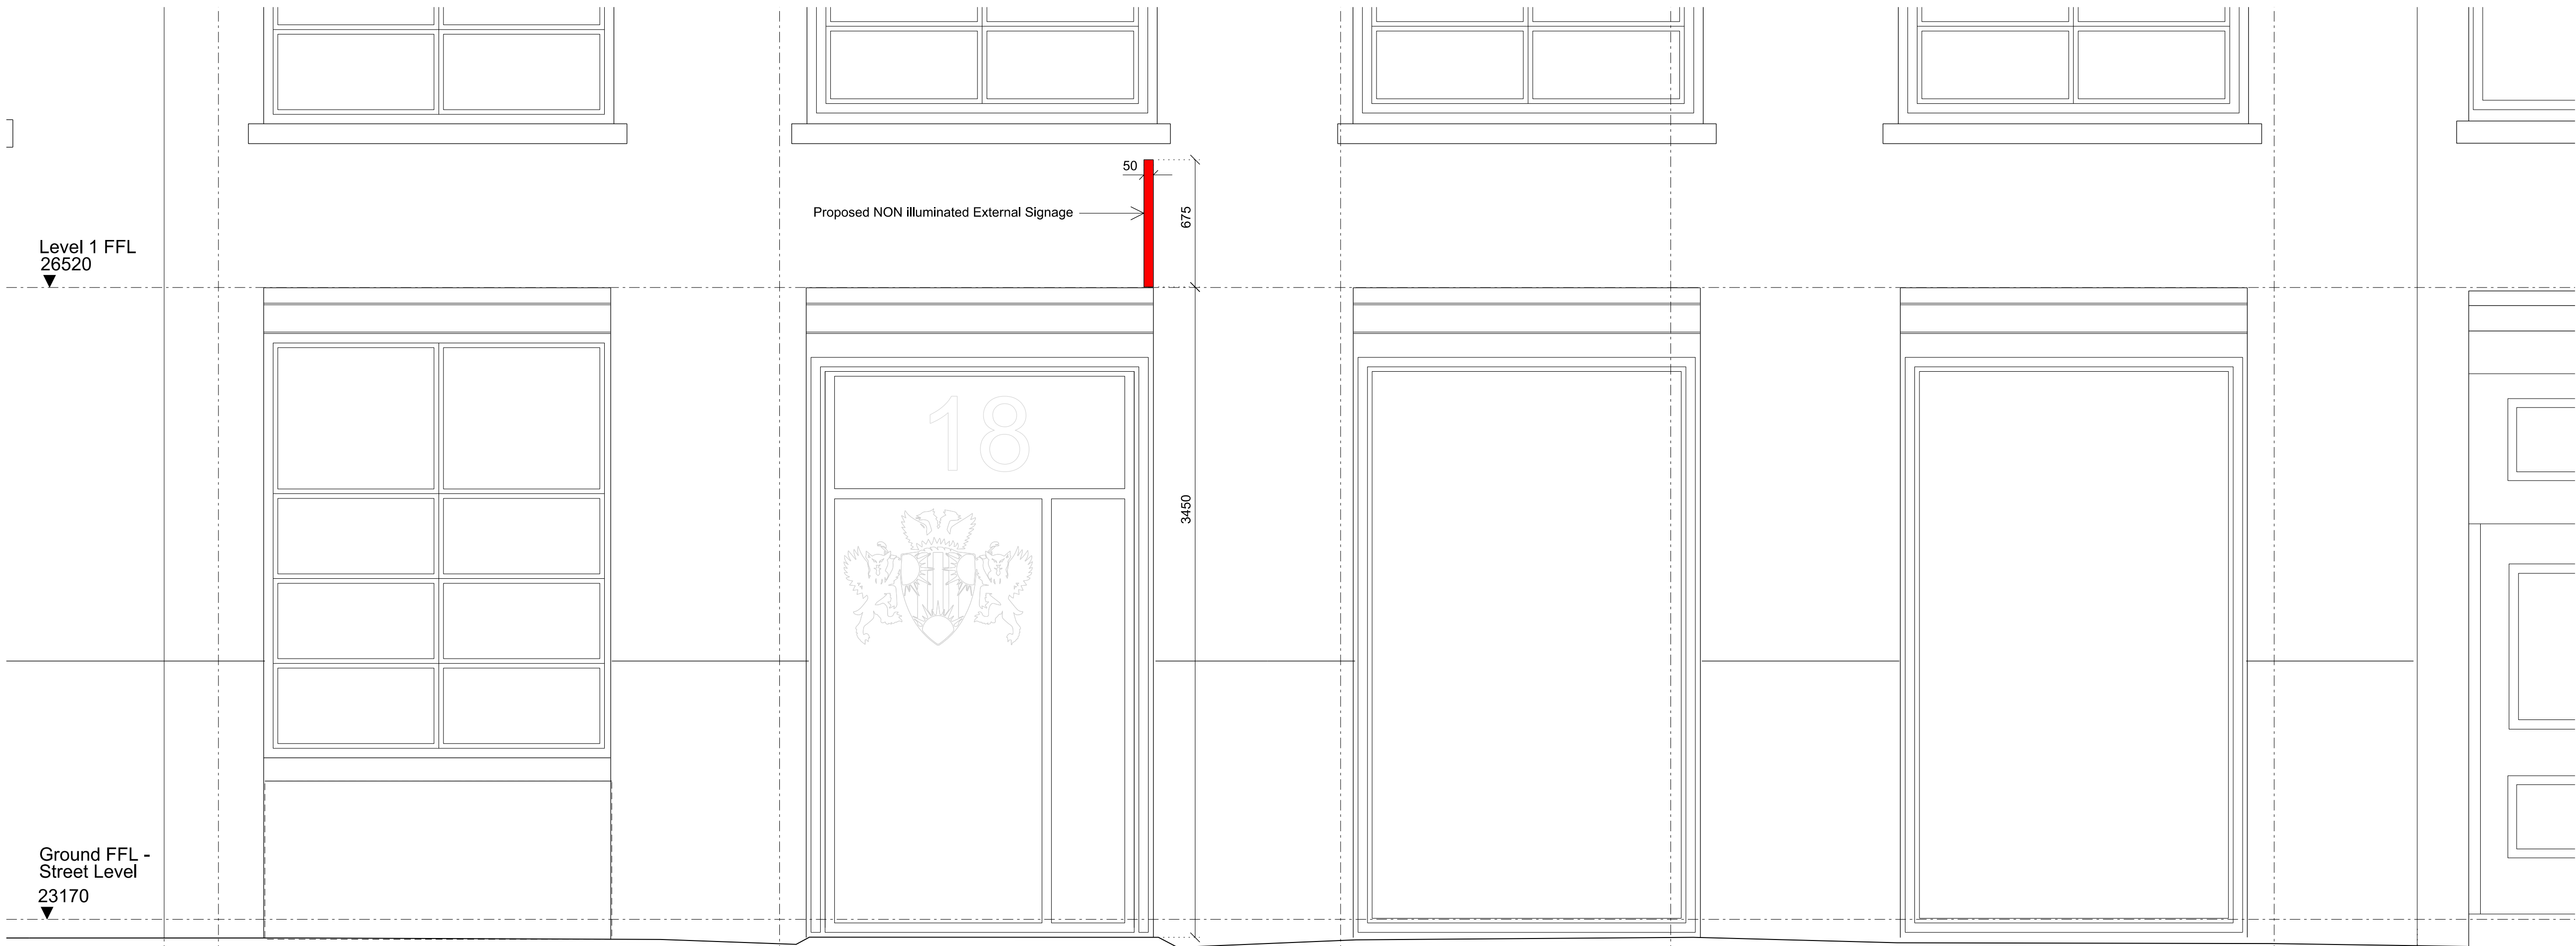 50
Proposed NON illuminated External Signage
675
Level 1 FFL
26520
18
3450
Ground FFL -
Street Level
23170